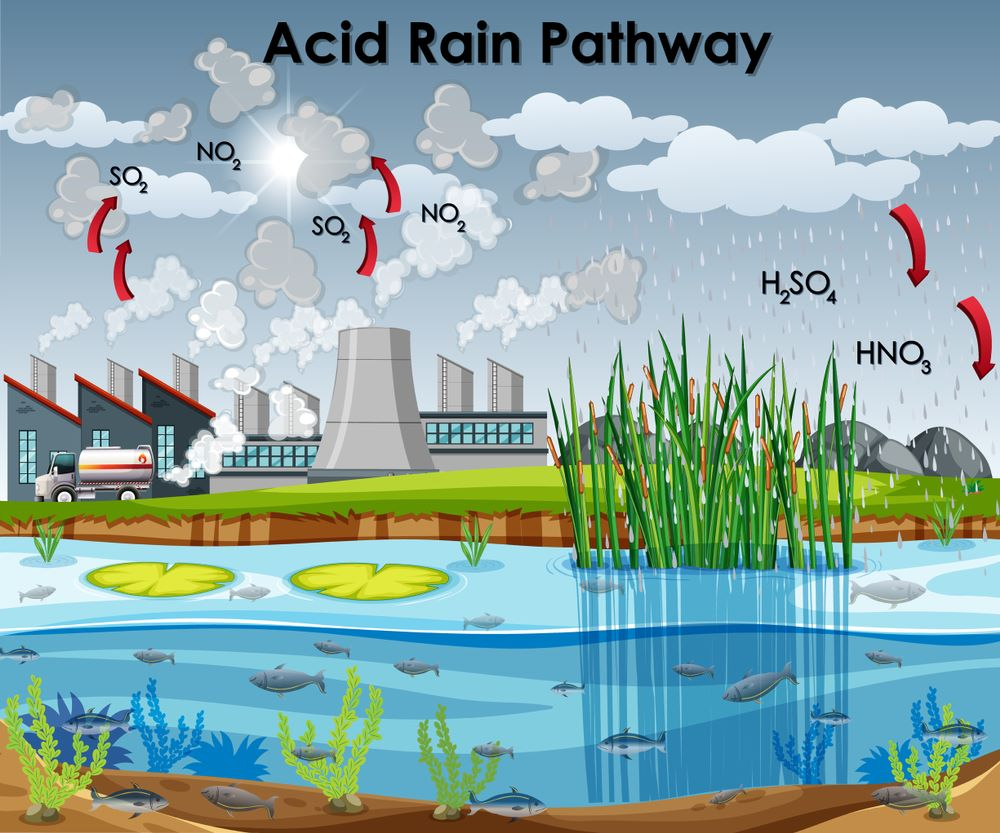 Acid Rain Pathway
NO₂
SO₂
SO₂
NO₂
H₂SO₄
HNO₃